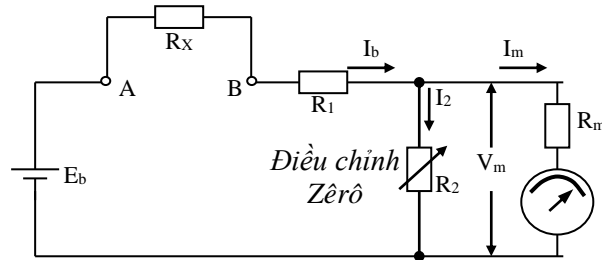 R_X
I_b
I_m
A
B
R_1
I_2
R_m
Điều chỉnh
Zêrô
R_2
V_m
E_b